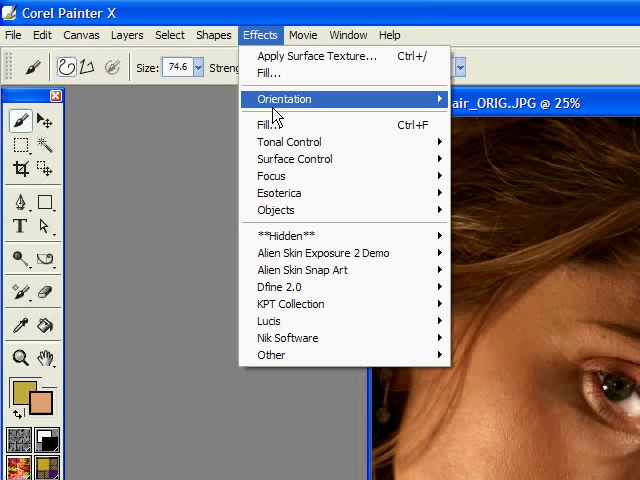 Corel Painter X
File Edit Canvas Layers Select Shapes Effects Movie Window Help
Size: 74.6 Streng
Apply Surface Texture... Ctrl+/
Fill...
Orientation
Fill... Ctrl+F
Tonal Control
Surface Control
Focus
Esoterica
Objects
**Hidden**
Alien Skin Exposure 2 Demo
Alien Skin Snap Art
Dfine 2.0
KPT Collection
Lucis
Nik Software
Other
air_ORIG.JPG @ 25%
T